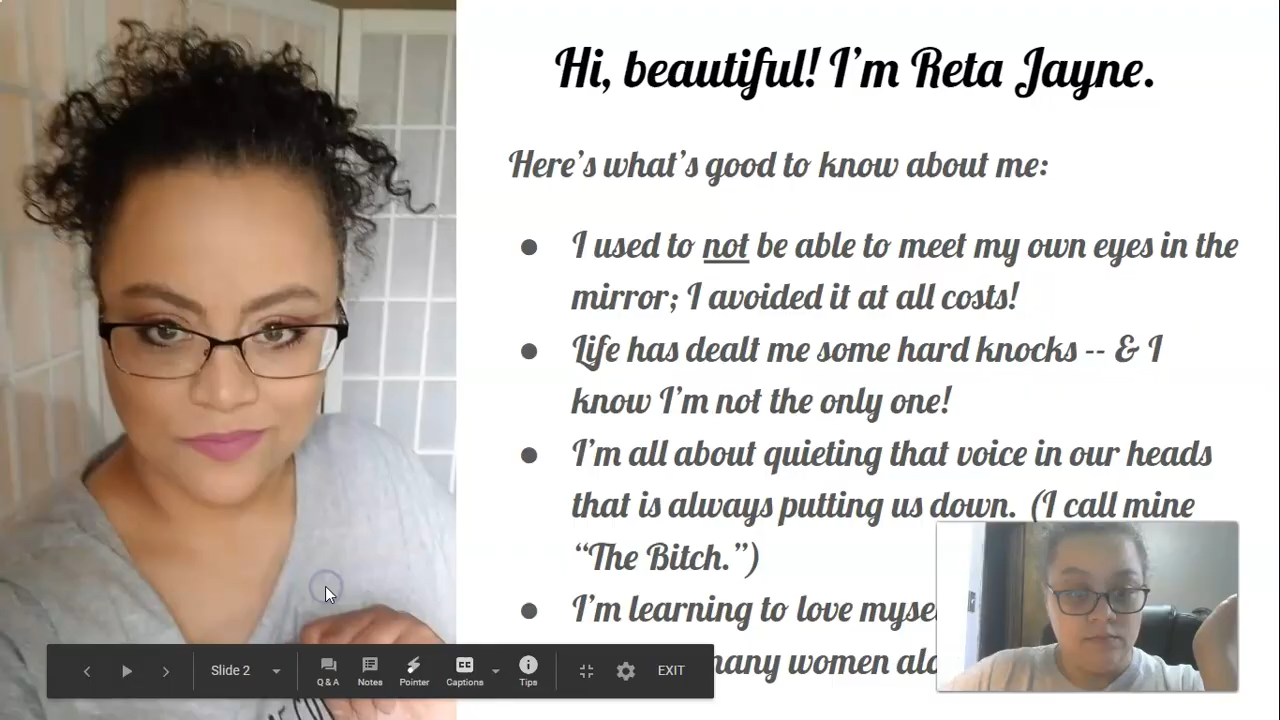 Hi, beautiful! I'm Reta Jayne.
Here's what's good to know about me:
● I used to not be able to meet my own eyes in the
mirror; I avoided it at all costs!
● Life has dealt me some hard knocks -- & I
know I'm not the only one!
● I'm all about quieting that voice in our heads
that is always putting us down. (I call mine
“The Bitch.”)
● I'm learning to love
many women
Slide 2
Q & A
Notes
Pointer
CC
Captions
Tips
EXIT